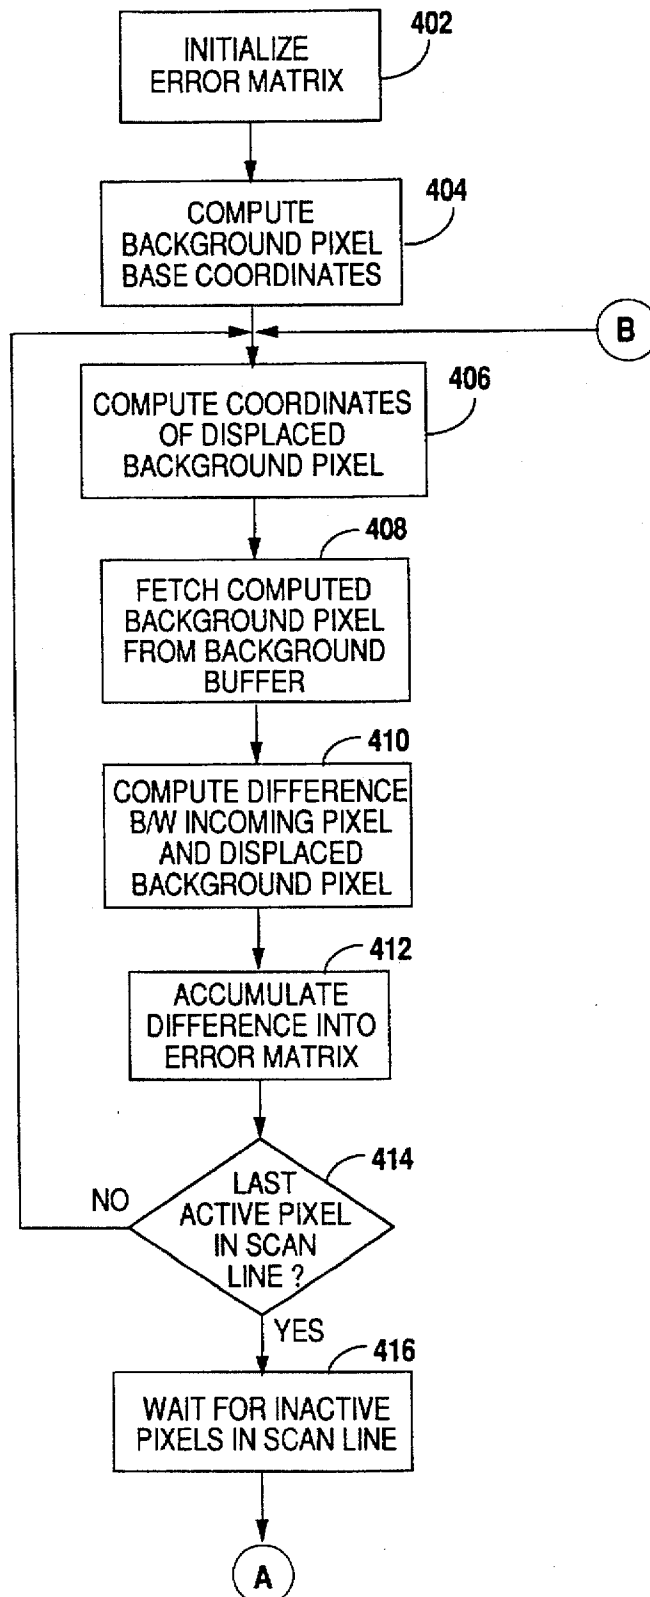 402
INITIALIZE
ERROR MATRIX
404
COMPUTE
BACKGROUND PIXEL
BASE COORDINATES
B
406
COMPUTE COORDINATES
OF DISPLACED
BACKGROUND PIXEL
408
FETCH COMPUTED
BACKGROUND PIXEL
FROM BACKGROUND
BUFFER
410
COMPUTE DIFFERENCE
B/W INCOMING PIXEL
AND DISPLACED
BACKGROUND PIXEL
412
ACCUMULATE
DIFFERENCE INTO
ERROR MATRIX
414
NO
LAST
ACTIVE PIXEL
IN SCAN
LINE ?
YES
416
WAIT FOR INACTIVE
PIXELS IN SCAN LINE
A